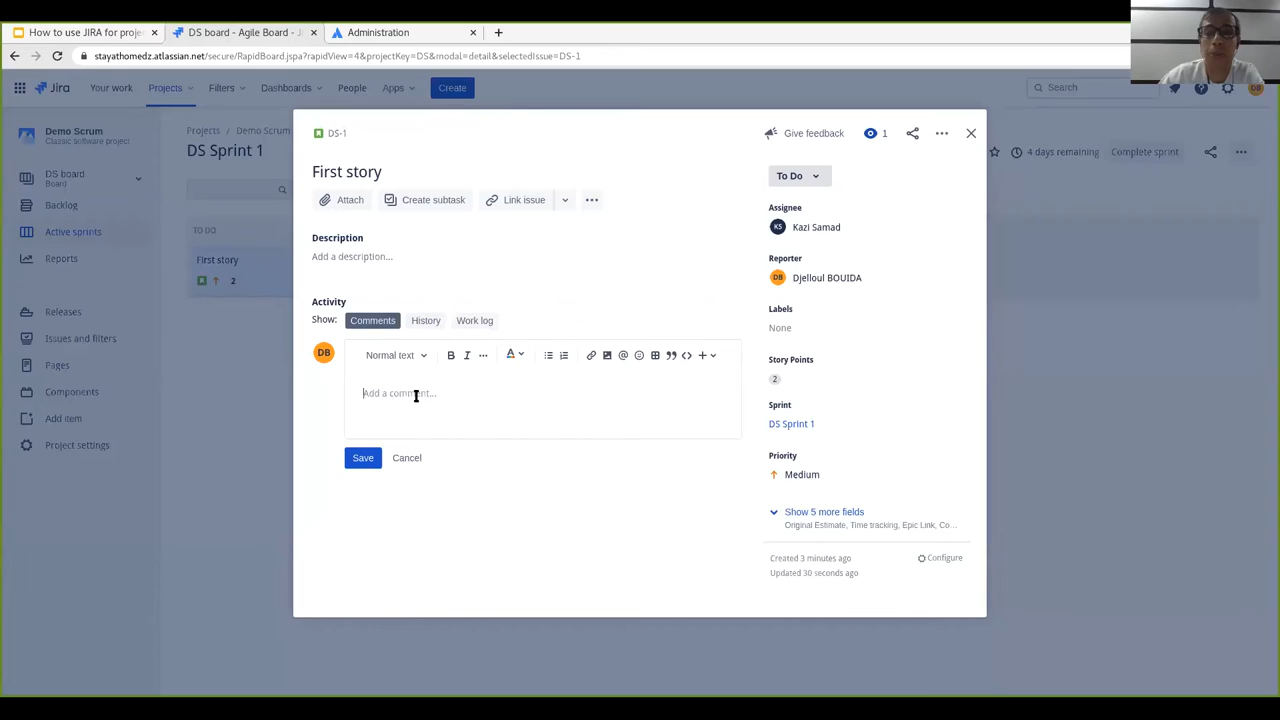 How to use JIRA for proj
DS board - Agile Board - Ji
Administration
stayathomedz.atlassian.net/secure/RapidBoard.jspa?rapidView=4&projectKey=DS&modal=detail&selectedIssue=DS-1
Jira
Your work
Projects
Filters
Dashboards
People
Apps
Create
Search
DB
Demo Scrum
Classic software project
DS board
Board
Backlog
Active sprints
Reports
Releases
Issues and filters
Pages
Components
Add item
Project settings
Projects / Demo Scrum
DS Sprint 1
4 days remaining
Complete sprint
TO DO
First story
2
DS-1
Give feedback
1
First story
Attach
Create subtask
Link issue
Description
Add a description...
Activity
Show:
Comments
History
Work log
DB
Normal text
B I A
Add a comment...
Save
Cancel
To Do
Assignee
KS Kazi Samad
Reporter
DB Djelloul BOUIDA
Labels
None
Story Points
2
Sprint
DS Sprint 1
Priority
Medium
Show 5 more fields
Original Estimate, Time tracking, Epic Link, Co...
Created 3 minutes ago
Configure
Updated 30 seconds ago